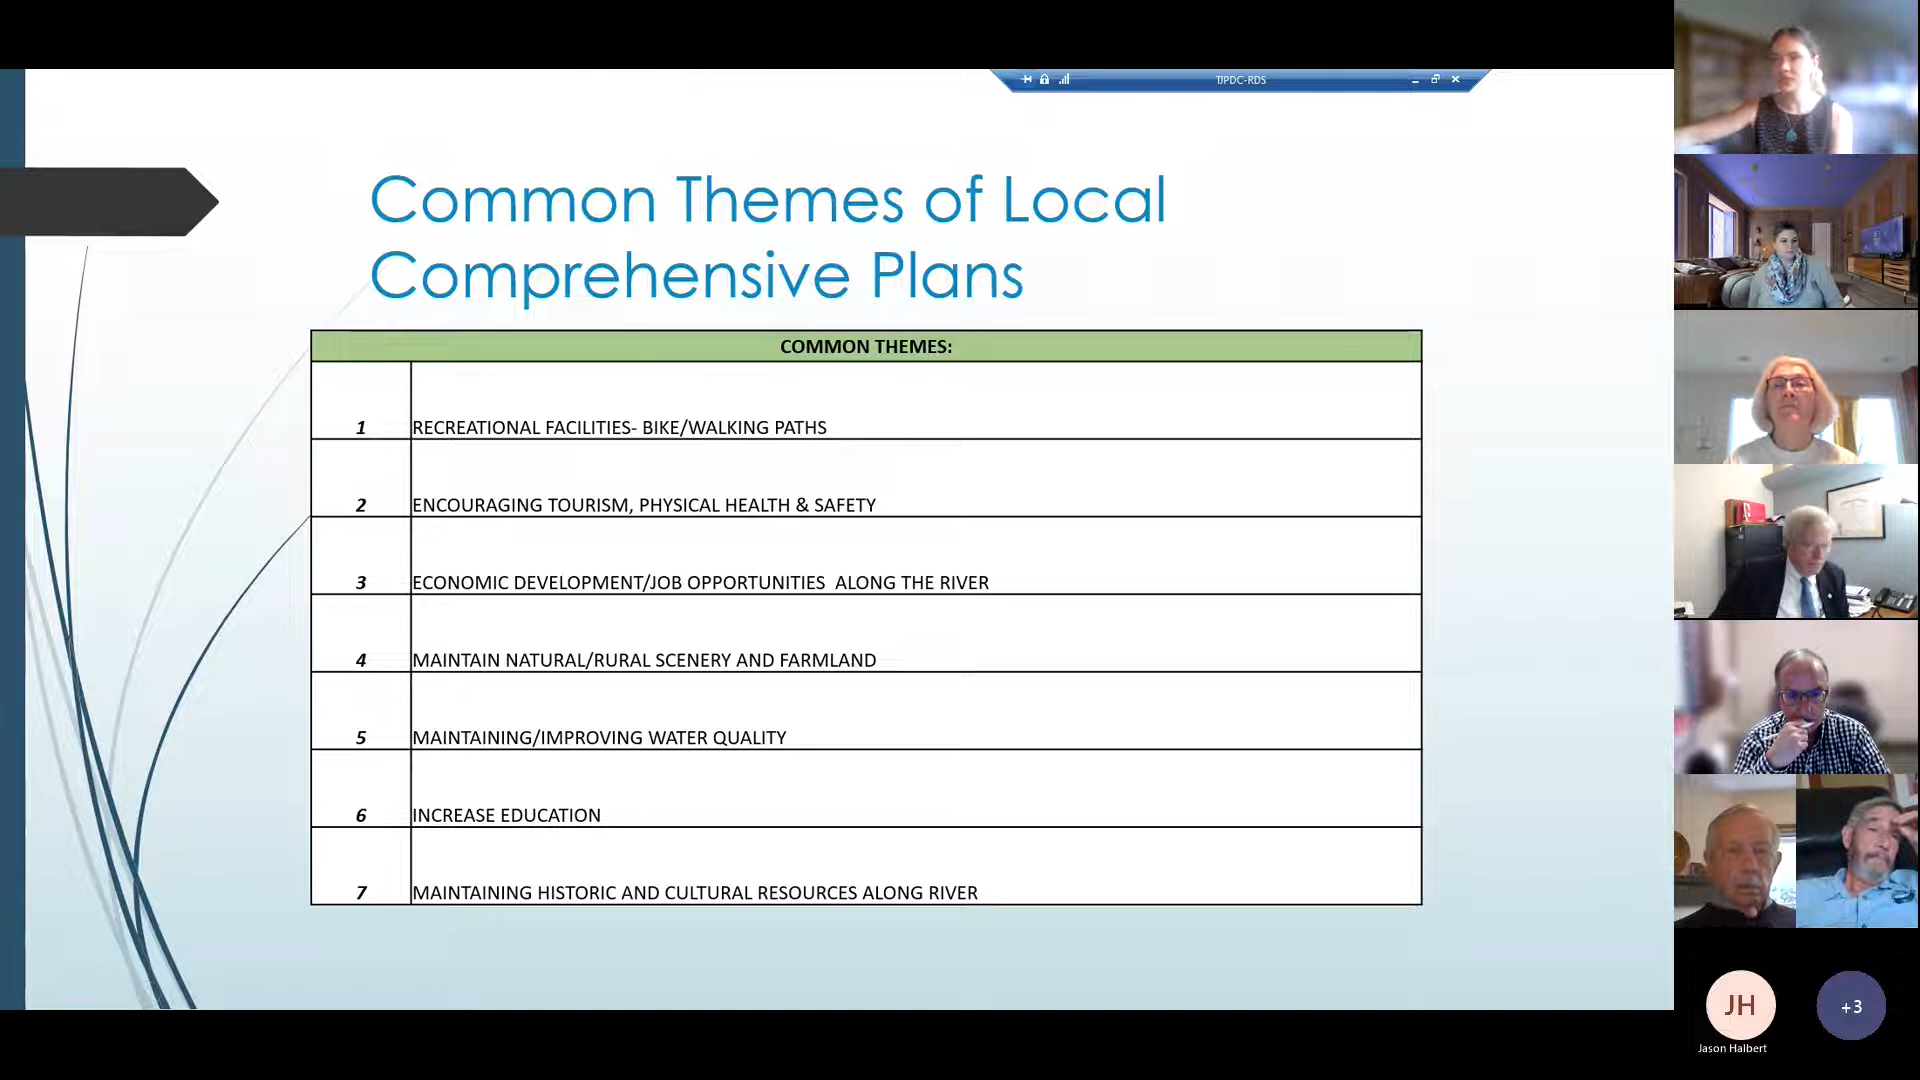 TJPDC-RDS
Common Themes of Local
Comprehensive Plans
COMMON THEMES:
1 RECREATIONAL FACILITIES- BIKE/WALKING PATHS
2 ENCOURAGING TOURISM, PHYSICAL HEALTH & SAFETY
3 ECONOMIC DEVELOPMENT/JOB OPPORTUNITIES  ALONG THE RIVER
4 MAINTAIN NATURAL/RURAL SCENERY AND FARMLAND
5 MAINTAINING/IMPROVING WATER QUALITY
6 INCREASE EDUCATION
7 MAINTAINING HISTORIC AND CULTURAL RESOURCES ALONG RIVER
JH
+3
Jason Halbert